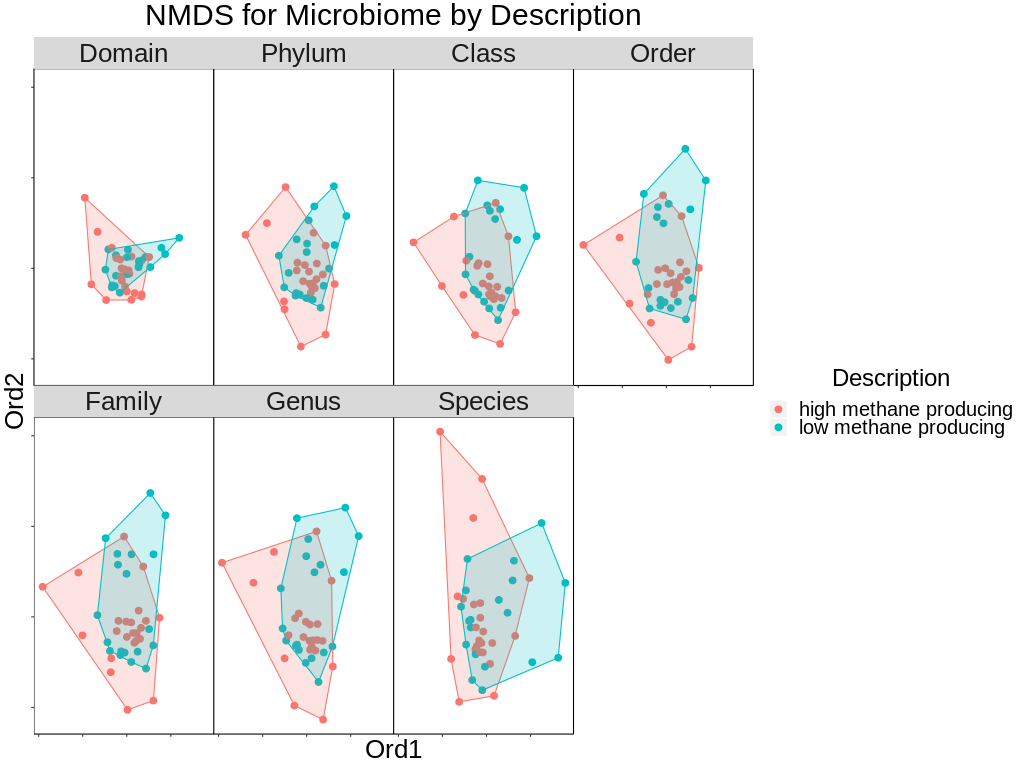 NMDS for Microbiome by Description
Domain
Phylum
Class
Order
Family
Genus
Species
Ord2
Ord1
Description
high methane producing
low methane producing